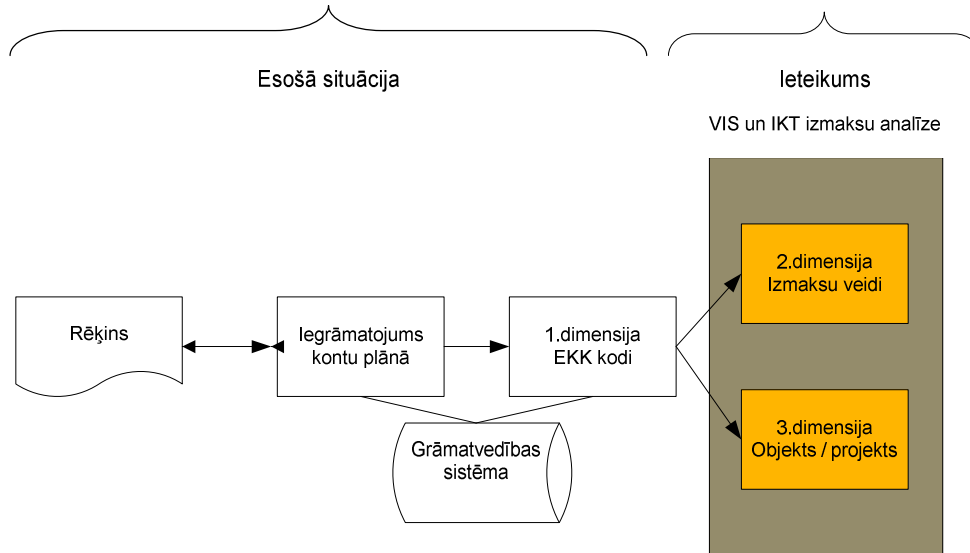 Esošā situācija
Ieteikums
VIS un IKT izmaksu analīze
2.dimensija
Izmaksu veidi
Rēķins
Iegrāmatojums
kontu plānā
1.dimensija
EKK kodi
3.dimensija
Objekts / projekts
Grāmatvedības
sistēma